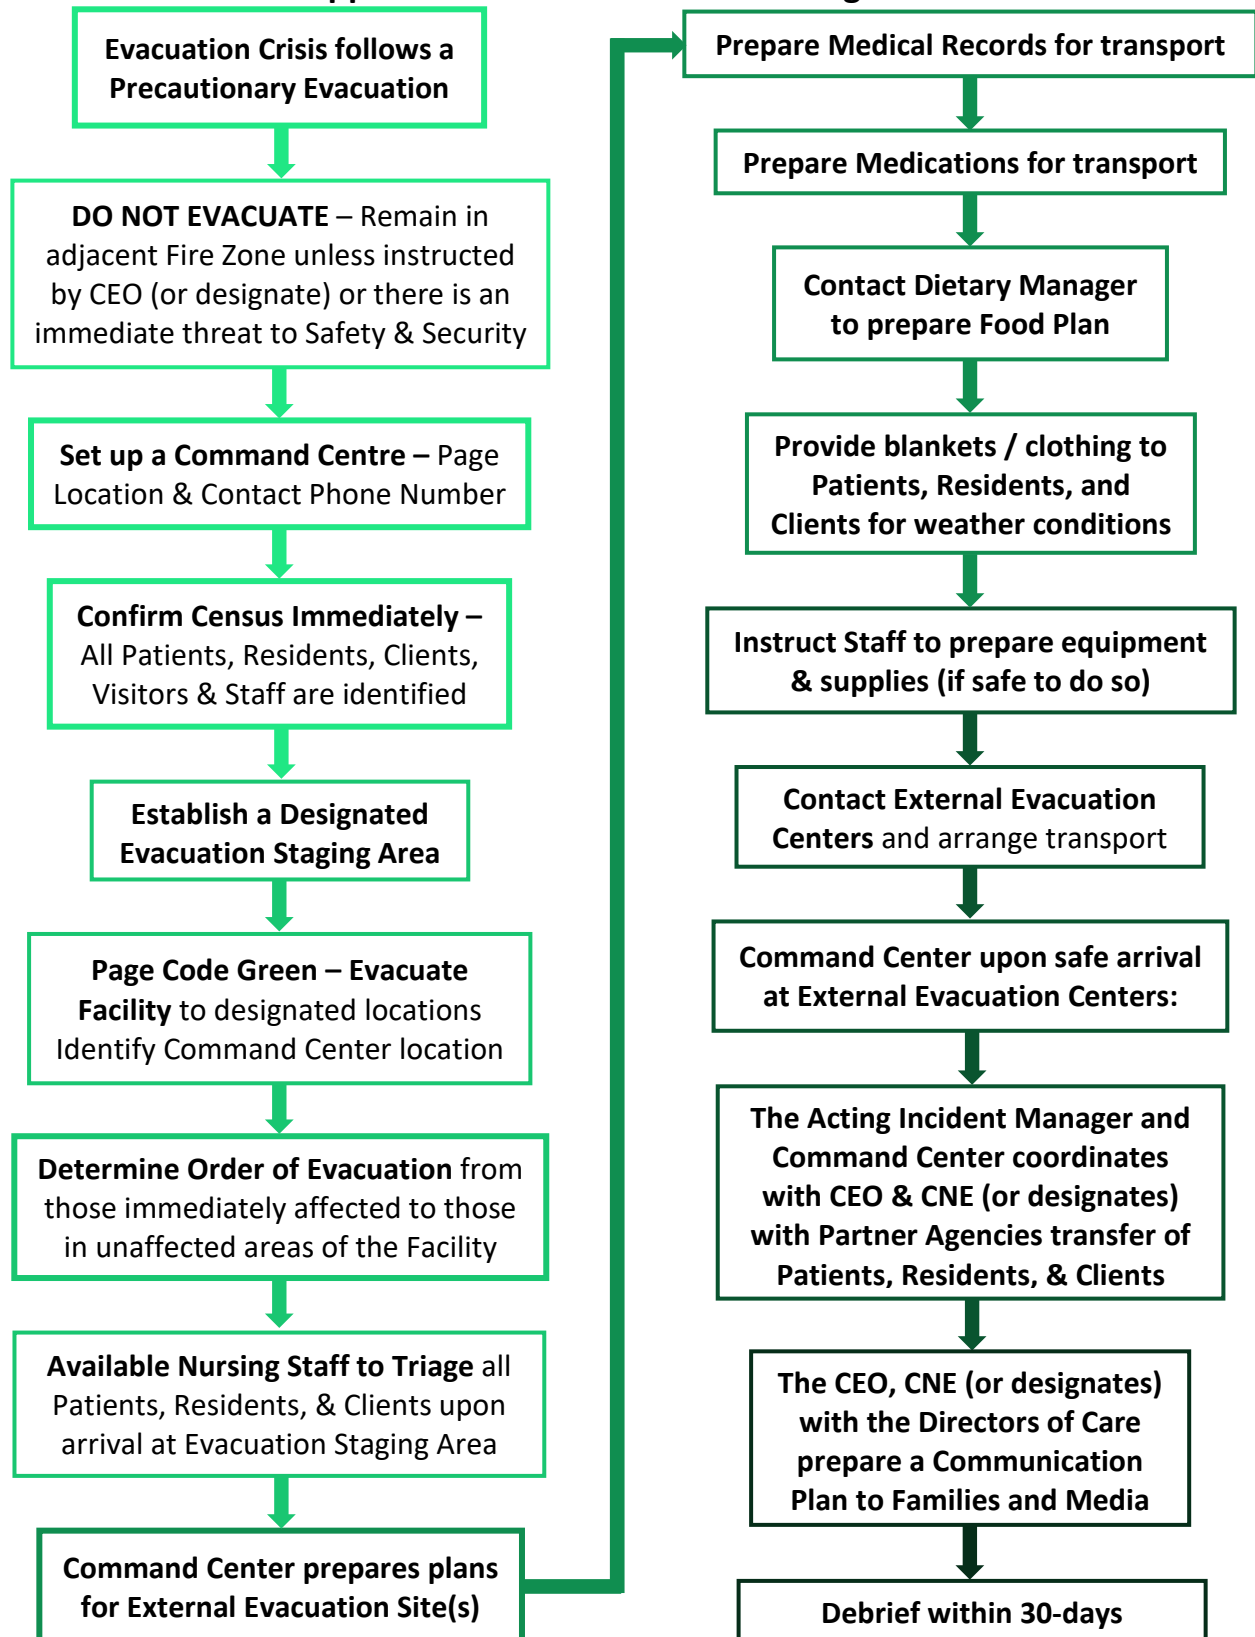 Evacuation Crisis follows a
Precautionary Evacuation
DO NOT EVACUATE – Remain in
adjacent Fire Zone unless instructed
by CEO (or designate) or there is an
immediate threat to Safety & Security
Set up a Command Centre – Page
Location & Contact Phone Number
Confirm Census Immediately –
All Patients, Residents, Clients,
Visitors & Staff are identified
Establish a Designated
Evacuation Staging Area
Page Code Green – Evacuate
Facility to designated locations
Identify Command Center location
Determine Order of Evacuation from
those immediately affected to those
in unaffected areas of the Facility
Available Nursing Staff to Triage all
Patients, Residents, & Clients upon
arrival at Evacuation Staging Area
Command Center prepares plans
for External Evacuation Site(s)
Prepare Medical Records for transport
Prepare Medications for transport
Contact Dietary Manager
to prepare Food Plan
Provide blankets / clothing to
Patients, Residents, and
Clients for weather conditions
Instruct Staff to prepare equipment
& supplies (if safe to do so)
Contact External Evacuation
Centers and arrange transport
Command Center upon safe arrival
at External Evacuation Centers:
The Acting Incident Manager and
Command Center coordinates
with CEO & CNE (or designates)
with Partner Agencies transfer of
Patients, Residents, & Clients
The CEO, CNE (or designates)
with the Directors of Care
prepare a Communication
Plan to Families and Media
Debrief within 30-days